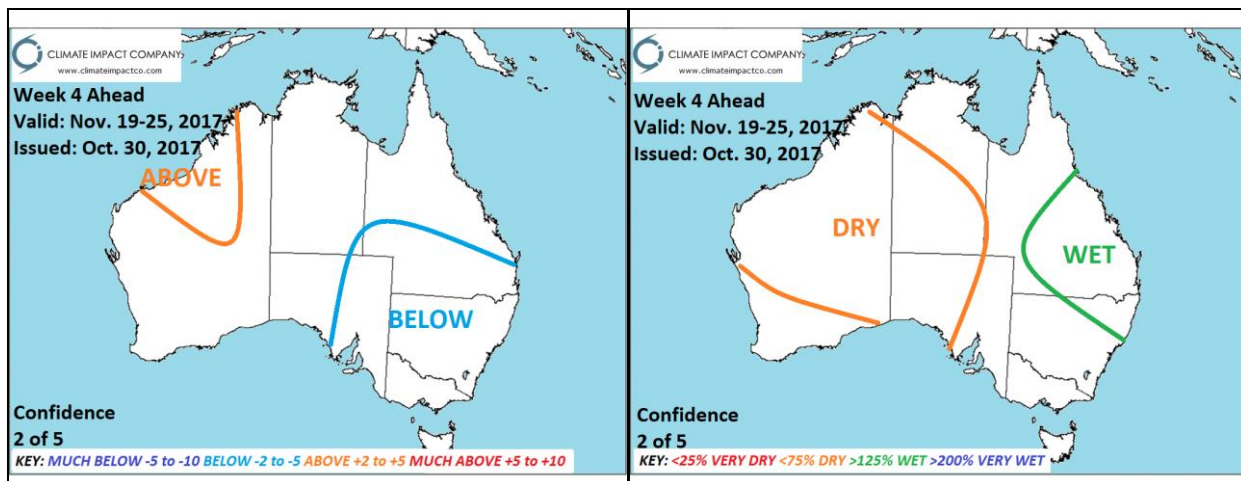 CLIMATE IMPACT COMPANY
www.climateimpactco.com
Week 4 Ahead
Valid: Nov. 19-25, 2017
Issued: Oct. 30, 2017
ABOVE
BELOW
Confidence
2 of 5
KEY: MUCH BELOW -5 to -10 BELOW -2 to -5 ABOVE +2 to +5 MUCH ABOVE +5 to +10
CLIMATE IMPACT COMPANY
www.climateimpactco.com
Week 4 Ahead
Valid: Nov. 19-25, 2017
Issued: Oct. 30, 2017
DRY
WET
Confidence
2 of 5
KEY: <25% VERY DRY <75% DRY >125% WET >200% VERY WET